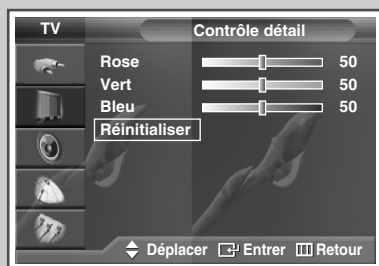 TV Contrôle détail
Rose 50
Vert 50
Bleu 50
Réinitialiser
Déplacer Entrer Retour